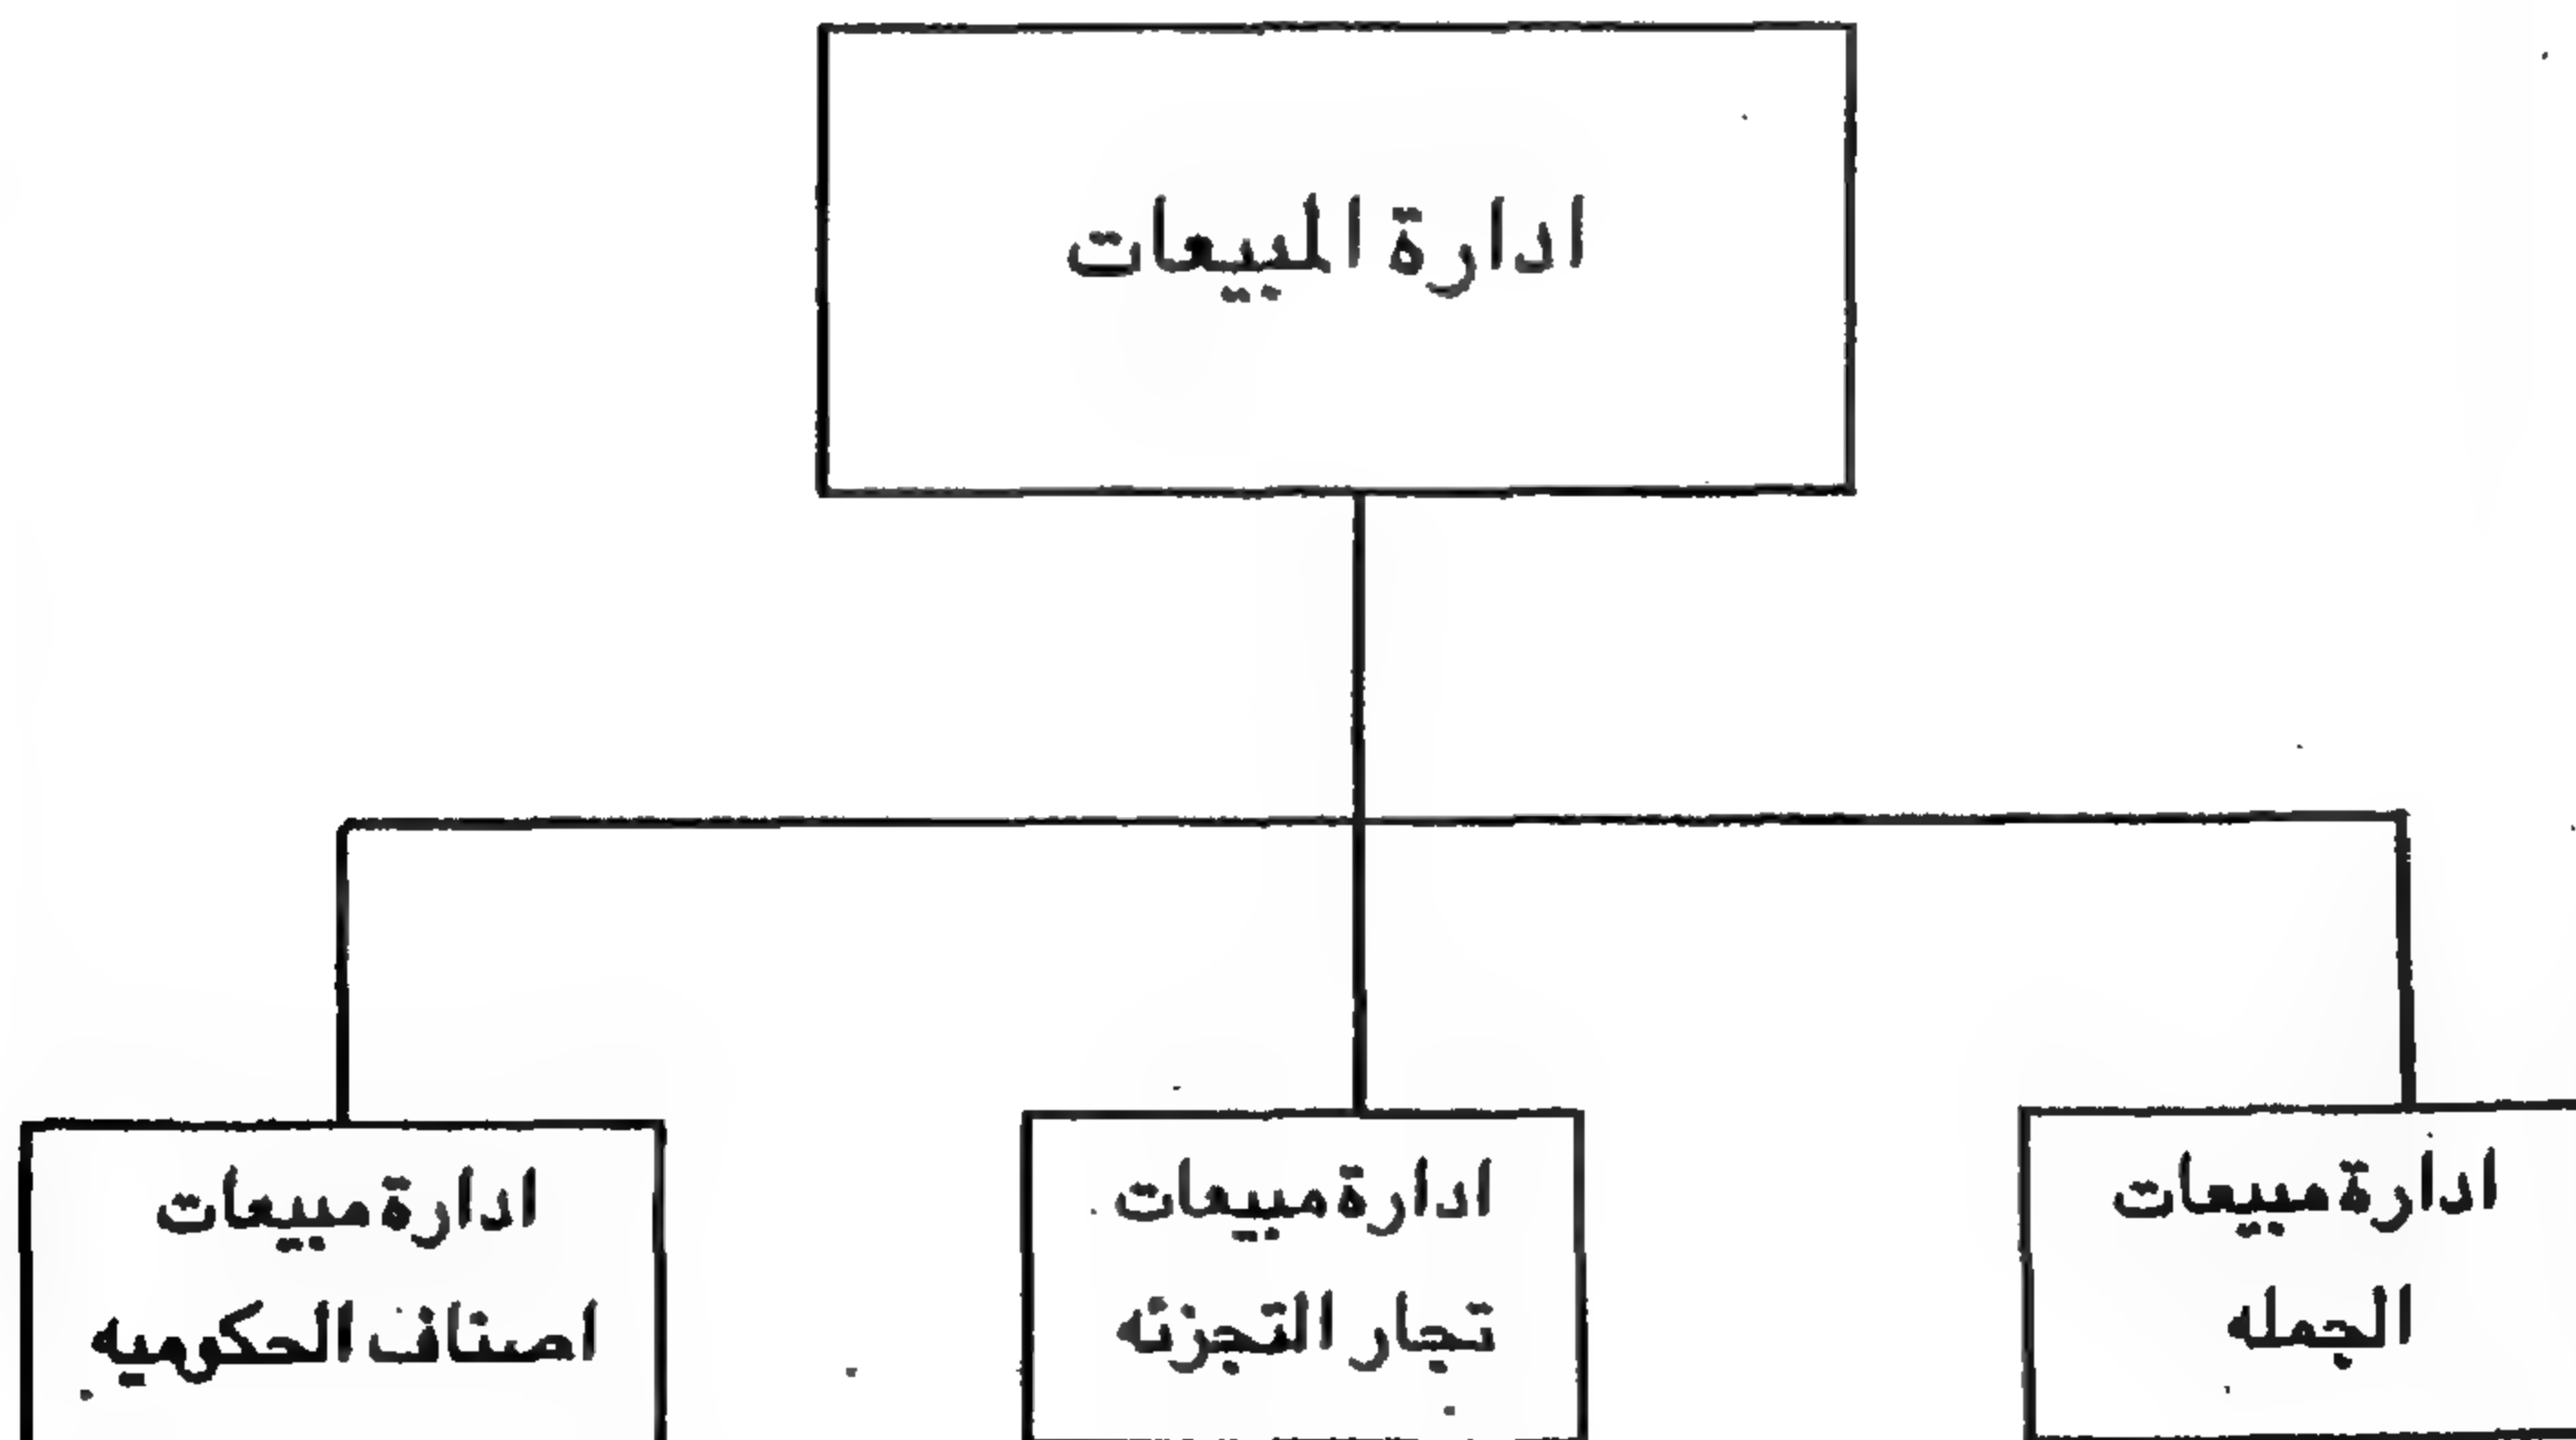 ادارة المبيعات
ادارة مبيعات
الجمله
ادارة مبيعات
تجار التجزئه
ادارة مبيعات
اصناف الحكوميه